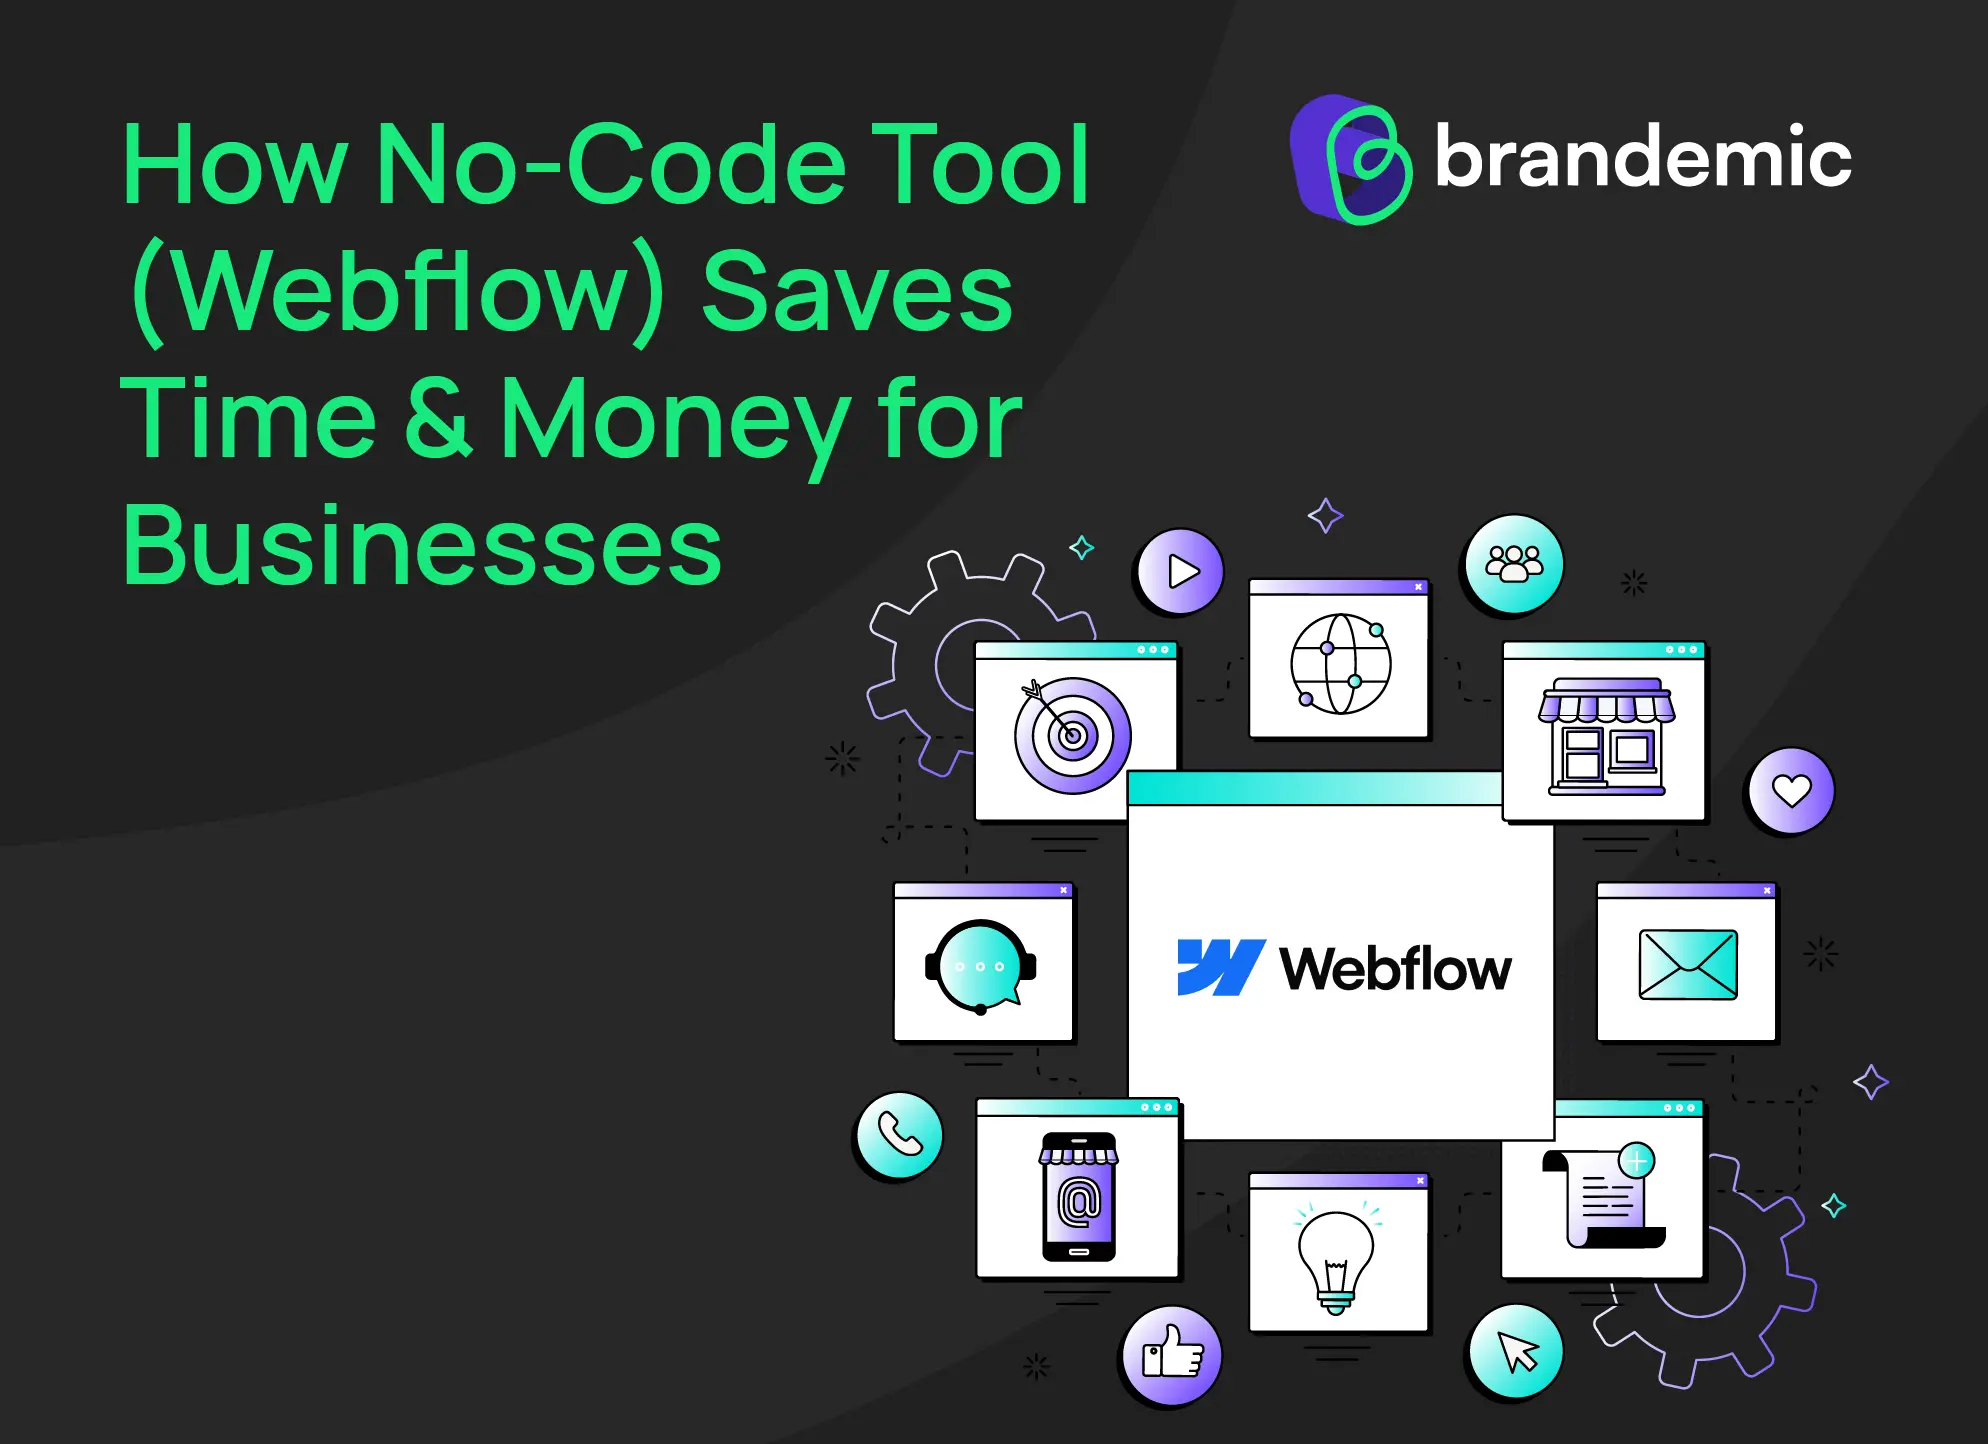 How No-Code Tool
(Webflow) Saves
Time & Money for
Businesses
brandemic
Webflow
@